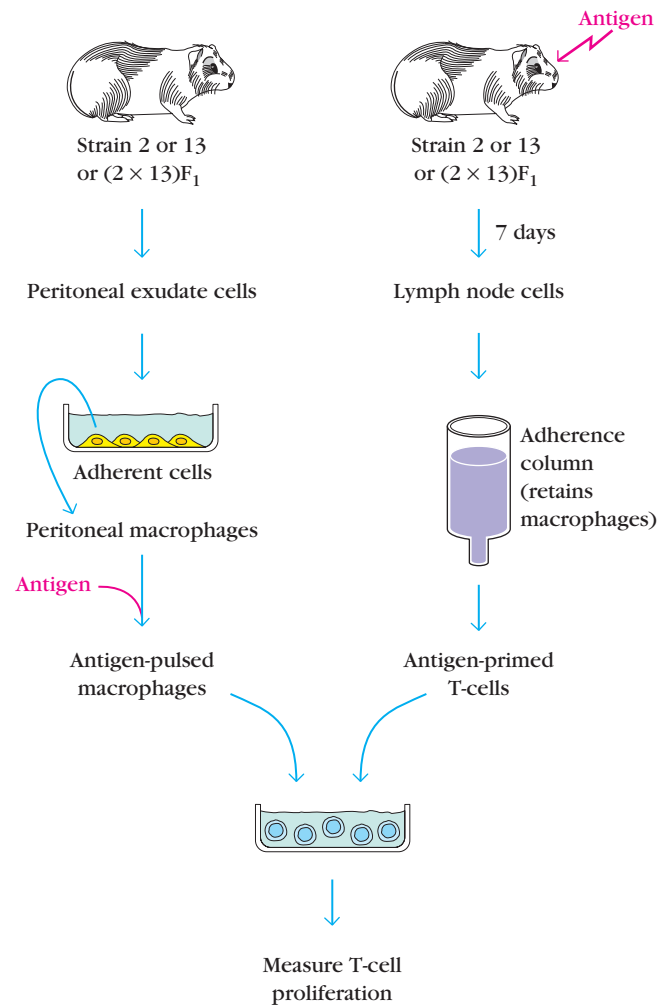 Antigen
Strain 2 or 13
or (2 × 13)F₁
Strain 2 or 13
or (2 × 13)F₁
7 days
Peritoneal exudate cells
Lymph node cells
Adherent cells
Adherence
column
(retains
macrophages)
Peritoneal macrophages
Antigen
Antigen-pulsed
macrophages
Antigen-primed
T-cells
Measure T-cell
proliferation